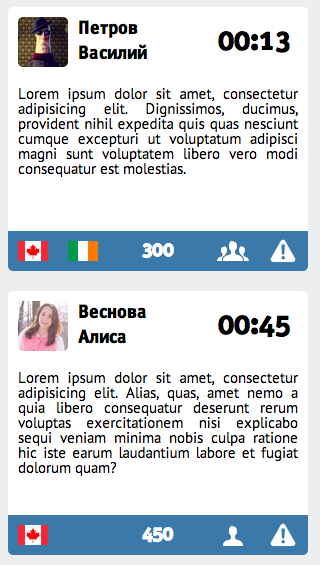 Петров
Василий
00:13
Lorem ipsum dolor sit amet, consectetur
adipisicing elit. Dignissimos, ducimus,
provident nihil expedita quis quas nesciunt
cumque excepturi ut voluptatum adipisci
magni sunt voluptatem libero vero modi
consequatur est molestias.
300
Веснова
Алиса
00:45
Lorem ipsum dolor sit amet, consectetur
adipisicing elit. Alias, quas, amet nemo a
quia libero consequatur deserunt rerum
voluptas exercitationem nisi explicabo
sequi veniam minima nobis culpa ratione
hic iste earum laudantium labore et fugiat
dolorum quam?
450